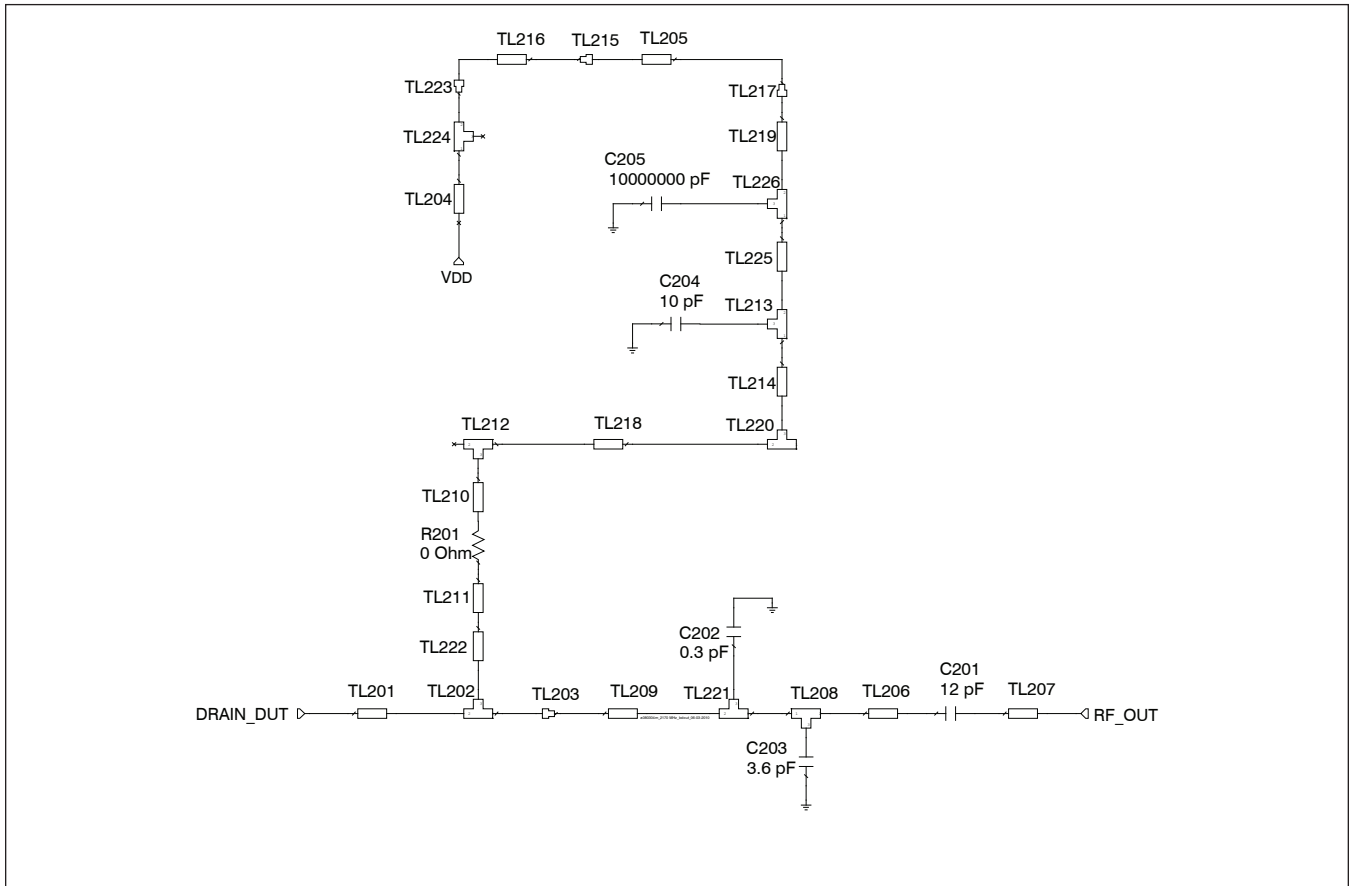 TL216 TL215 TL205
TL223
TL217
TL224
TL219
C205
10000000 pF
TL226
TL204
VDD
TL225
C204
10 pF
TL213
TL214
TL212 TL218 TL220
TL210
R201
0 Ohm
TL211
TL222
C202
0.3 pF
TL201 TL202 TL203 TL209 TL221 TL208 TL206
C201
12 pF
TL207
DRAIN_DUT
RF_OUT
C203
3.6 pF